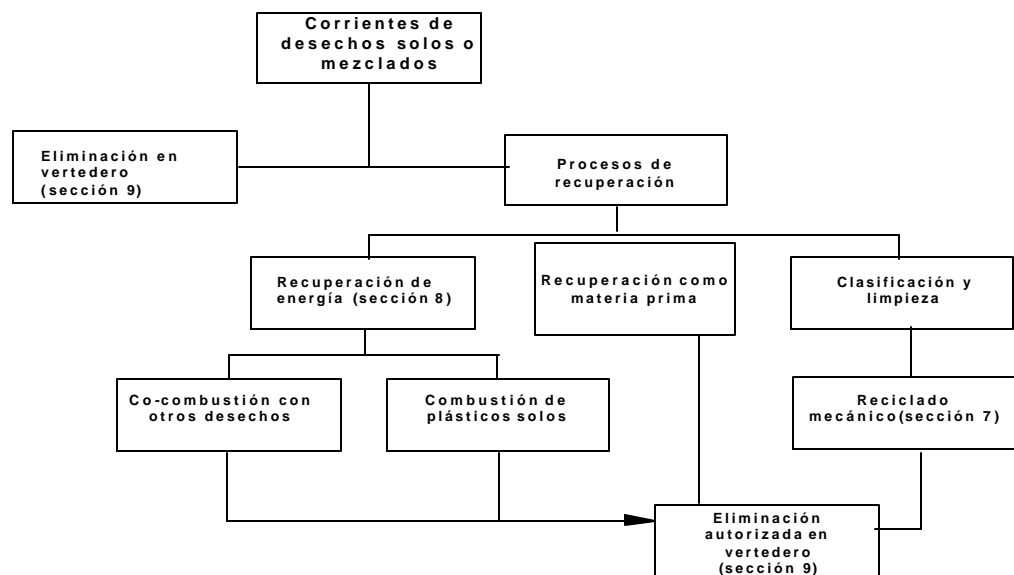 Corrientes de
desechos solos o
mezclados
Eliminación en
vertedero
(sección 9)
Procesos de
recuperación
Recuperación de
energía (sección 8)
Recuperación como
materia prima
Clasificación y
limpieza
Co-combustión con
otros desechos
Combustión de
plásticos solos
Reciclado
mecánico(sección 7)
Eliminación
autorizada en
vertedero
(sección 9)